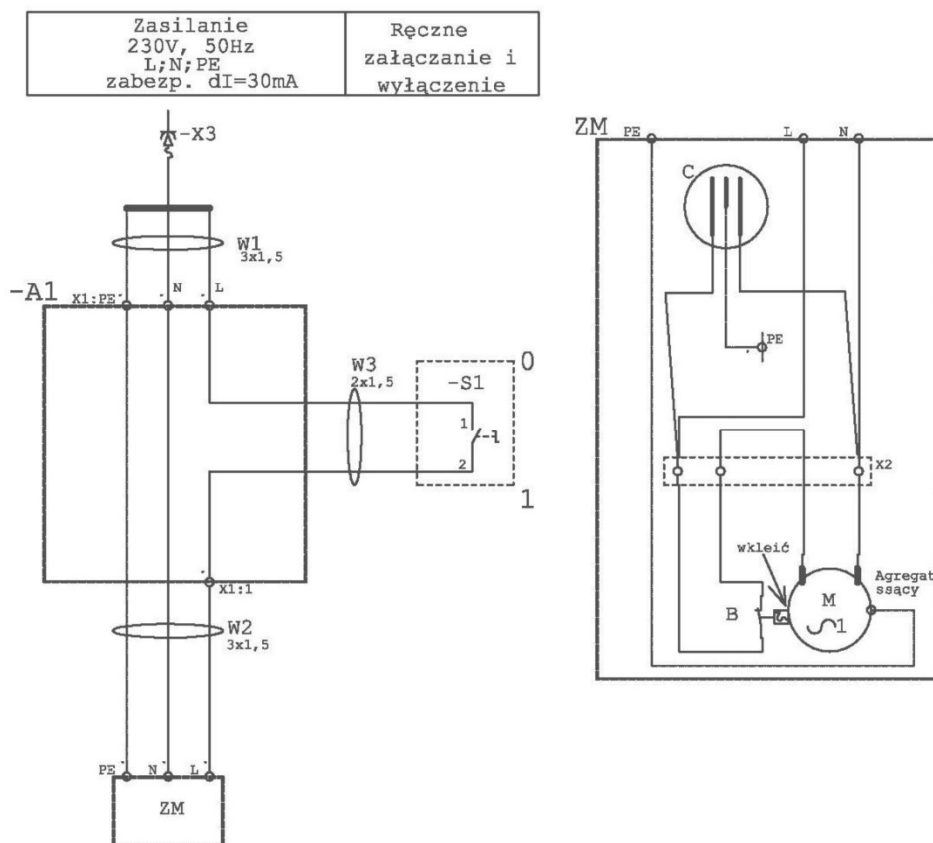 Zasilanie
230V, 50Hz
L;N;PE
zabezp. dI=30mA
Ręczne
załączanie i
wyłączenie
-X3
W1
3x1,5
-A1
X1:PE
N
L
W3
2x1,5
-S1
0
1
2
1
X1:1
W2
3x1,5
PE
N
L
ZM
ZM
PE
L
N
C
PE
X2
wkleić
B
M
1
Agregat
ssący